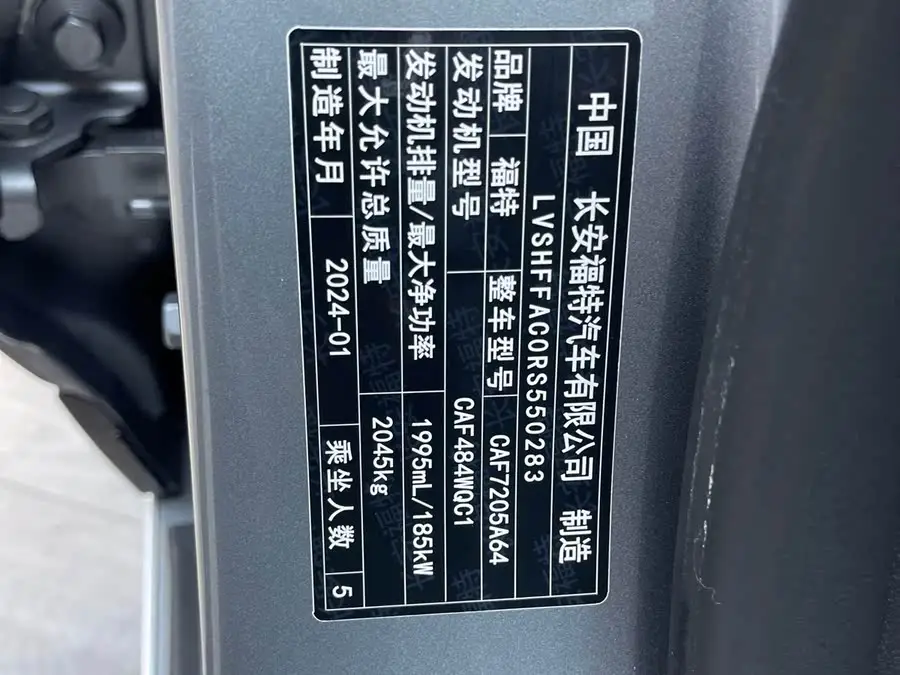 中国 长安福特汽车有限公司 制造
LVSHFFAC0RS550283
品牌 福特 整车型号 CAF7205A64
发动机型号 CAF484WQC1
发动机排量/最大净功率 1995mL/185kW
最大允许总质量 2045kg
制造年月 2024-01 乘坐人数 5